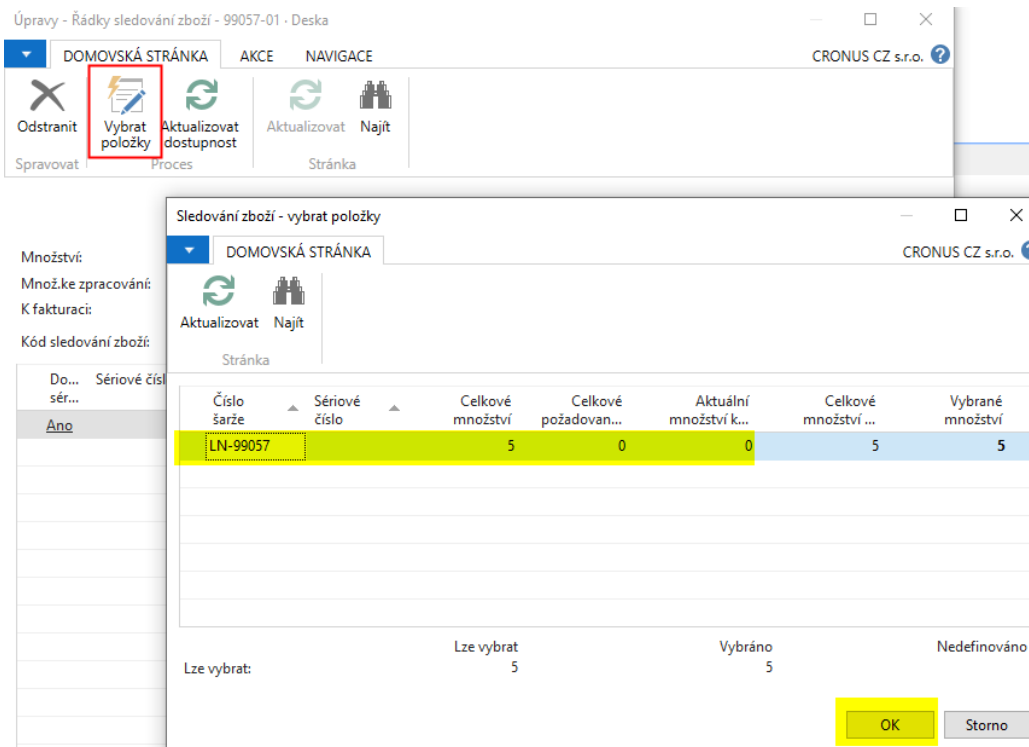 Úpravy - Řádky sledování zboží - 99057-01 · Deska
DOMOVSKÁ STRÁNKA AKCE NAVIGACE CRONUS CZ s.r.o. ?
Odstranit Vybrat položky Aktualizovat dostupnost Aktualizovat Najít
Spravovat Proces Stránka
Sledování zboží - vybrat položky
DOMOVSKÁ STRÁNKA CRONUS CZ s.r.o.
Aktualizovat Najít
Stránka
Množství:
Množ.ke zpracování:
K fakturaci:
Kód sledování zboží:
Do... sér... Sériové čísl
Ano
Číslo šarže Sériové číslo Celkové množství Celkové požadovan... Aktuální množství k... Celkové množství ... Vybrané množství
LN-99057 5 0 0 5 5
Lze vybrat Vybráno Nedefinováno
Lze vybrat: 5 5
OK Storno